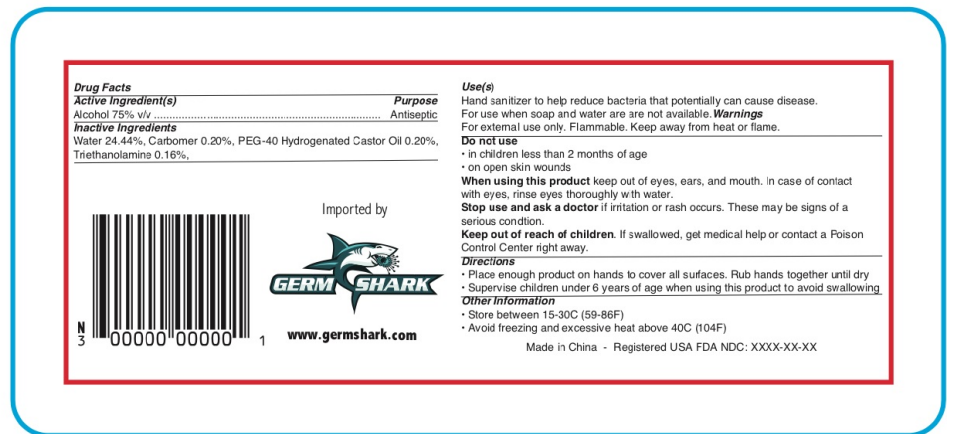 Drug Facts
Active Ingredient(s) Purpose
Alcohol 75% v/v ........................................................................ Antiseptic
Inactive Ingredients
Water 24.44%, Carbomer 0.20%, PEG-40 Hydrogenated Castor Oil 0.20%,
Triethanolamine 0.16%,
Imported by
GERM SHARK
www.germshark.com
N
3 00000 00000 1
Use(s)
Hand sanitizer to help reduce bacteria that potentially can cause disease.
For use when soap and water are are not available. Warnings
For external use only. Flammable. Keep away from heat or flame.
Do not use
• in children less than 2 months of age
• on open skin wounds
When using this product keep out of eyes, ears, and mouth. In case of contact
with eyes, rinse eyes thoroughly with water.
Stop use and ask a doctor if irritation or rash occurs. These may be signs of a
serious condtion.
Keep out of reach of children. If swallowed, get medical help or contact a Poison
Control Center right away.
Directions
• Place enough product on hands to cover all surfaces. Rub hands together until dry
• Supervise children under 6 years of age when using this product to avoid swallowing
Other Information
• Store between 15-30C (59-86F)
• Avoid freezing and excessive heat above 40C (104F)
Made in China - Registered USA FDA NDC: XXXX-XX-XX